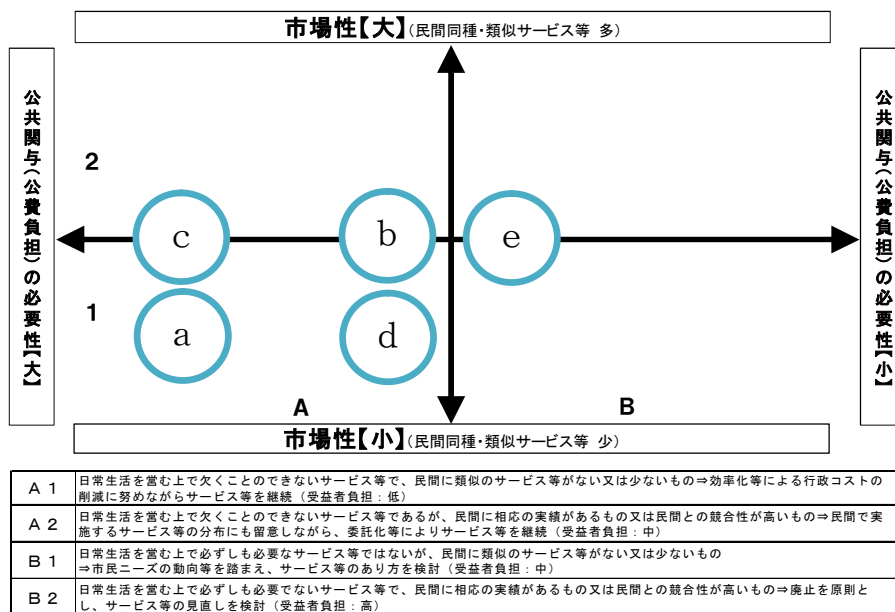 市場性【大】(民間同種・類似サービス等 多)
公共関与(公費負担)の必要性【大】
公共関与(公費負担)の必要性【小】
2
c
b
e
1
a
d
A
B
市場性【小】(民間同種・類似サービス等 少)
A 1
日常生活を営む上で欠くことのできないサービス等で、民間に類似のサービス等がない又は少ないもの⇒効率化等による行政コストの
削減に努めながらサービス等を継続(受益者負担:低)
A 2
日常生活を営む上で欠くことのできないサービス等であるが、民間に相応の実績があるもの又は民間との競合性が高いもの⇒民間で実
施するサービス等の分布にも留意しながら、委託化等によりサービス等を継続(受益者負担:中)
B 1
日常生活を営む上で必ずしも必要なサービス等ではないが、民間に類似のサービス等がない又は少ないもの
⇒市民ニーズの動向等を踏まえ、サービス等のあり方を検討(受益者負担:中)
B 2
日常生活を営む上で必ずしも必要でないサービス等で、民間に相応の実績があるもの又は民間との競合性が高いもの⇒廃止を原則と
し、サービス等の見直しを検討(受益者負担:高)